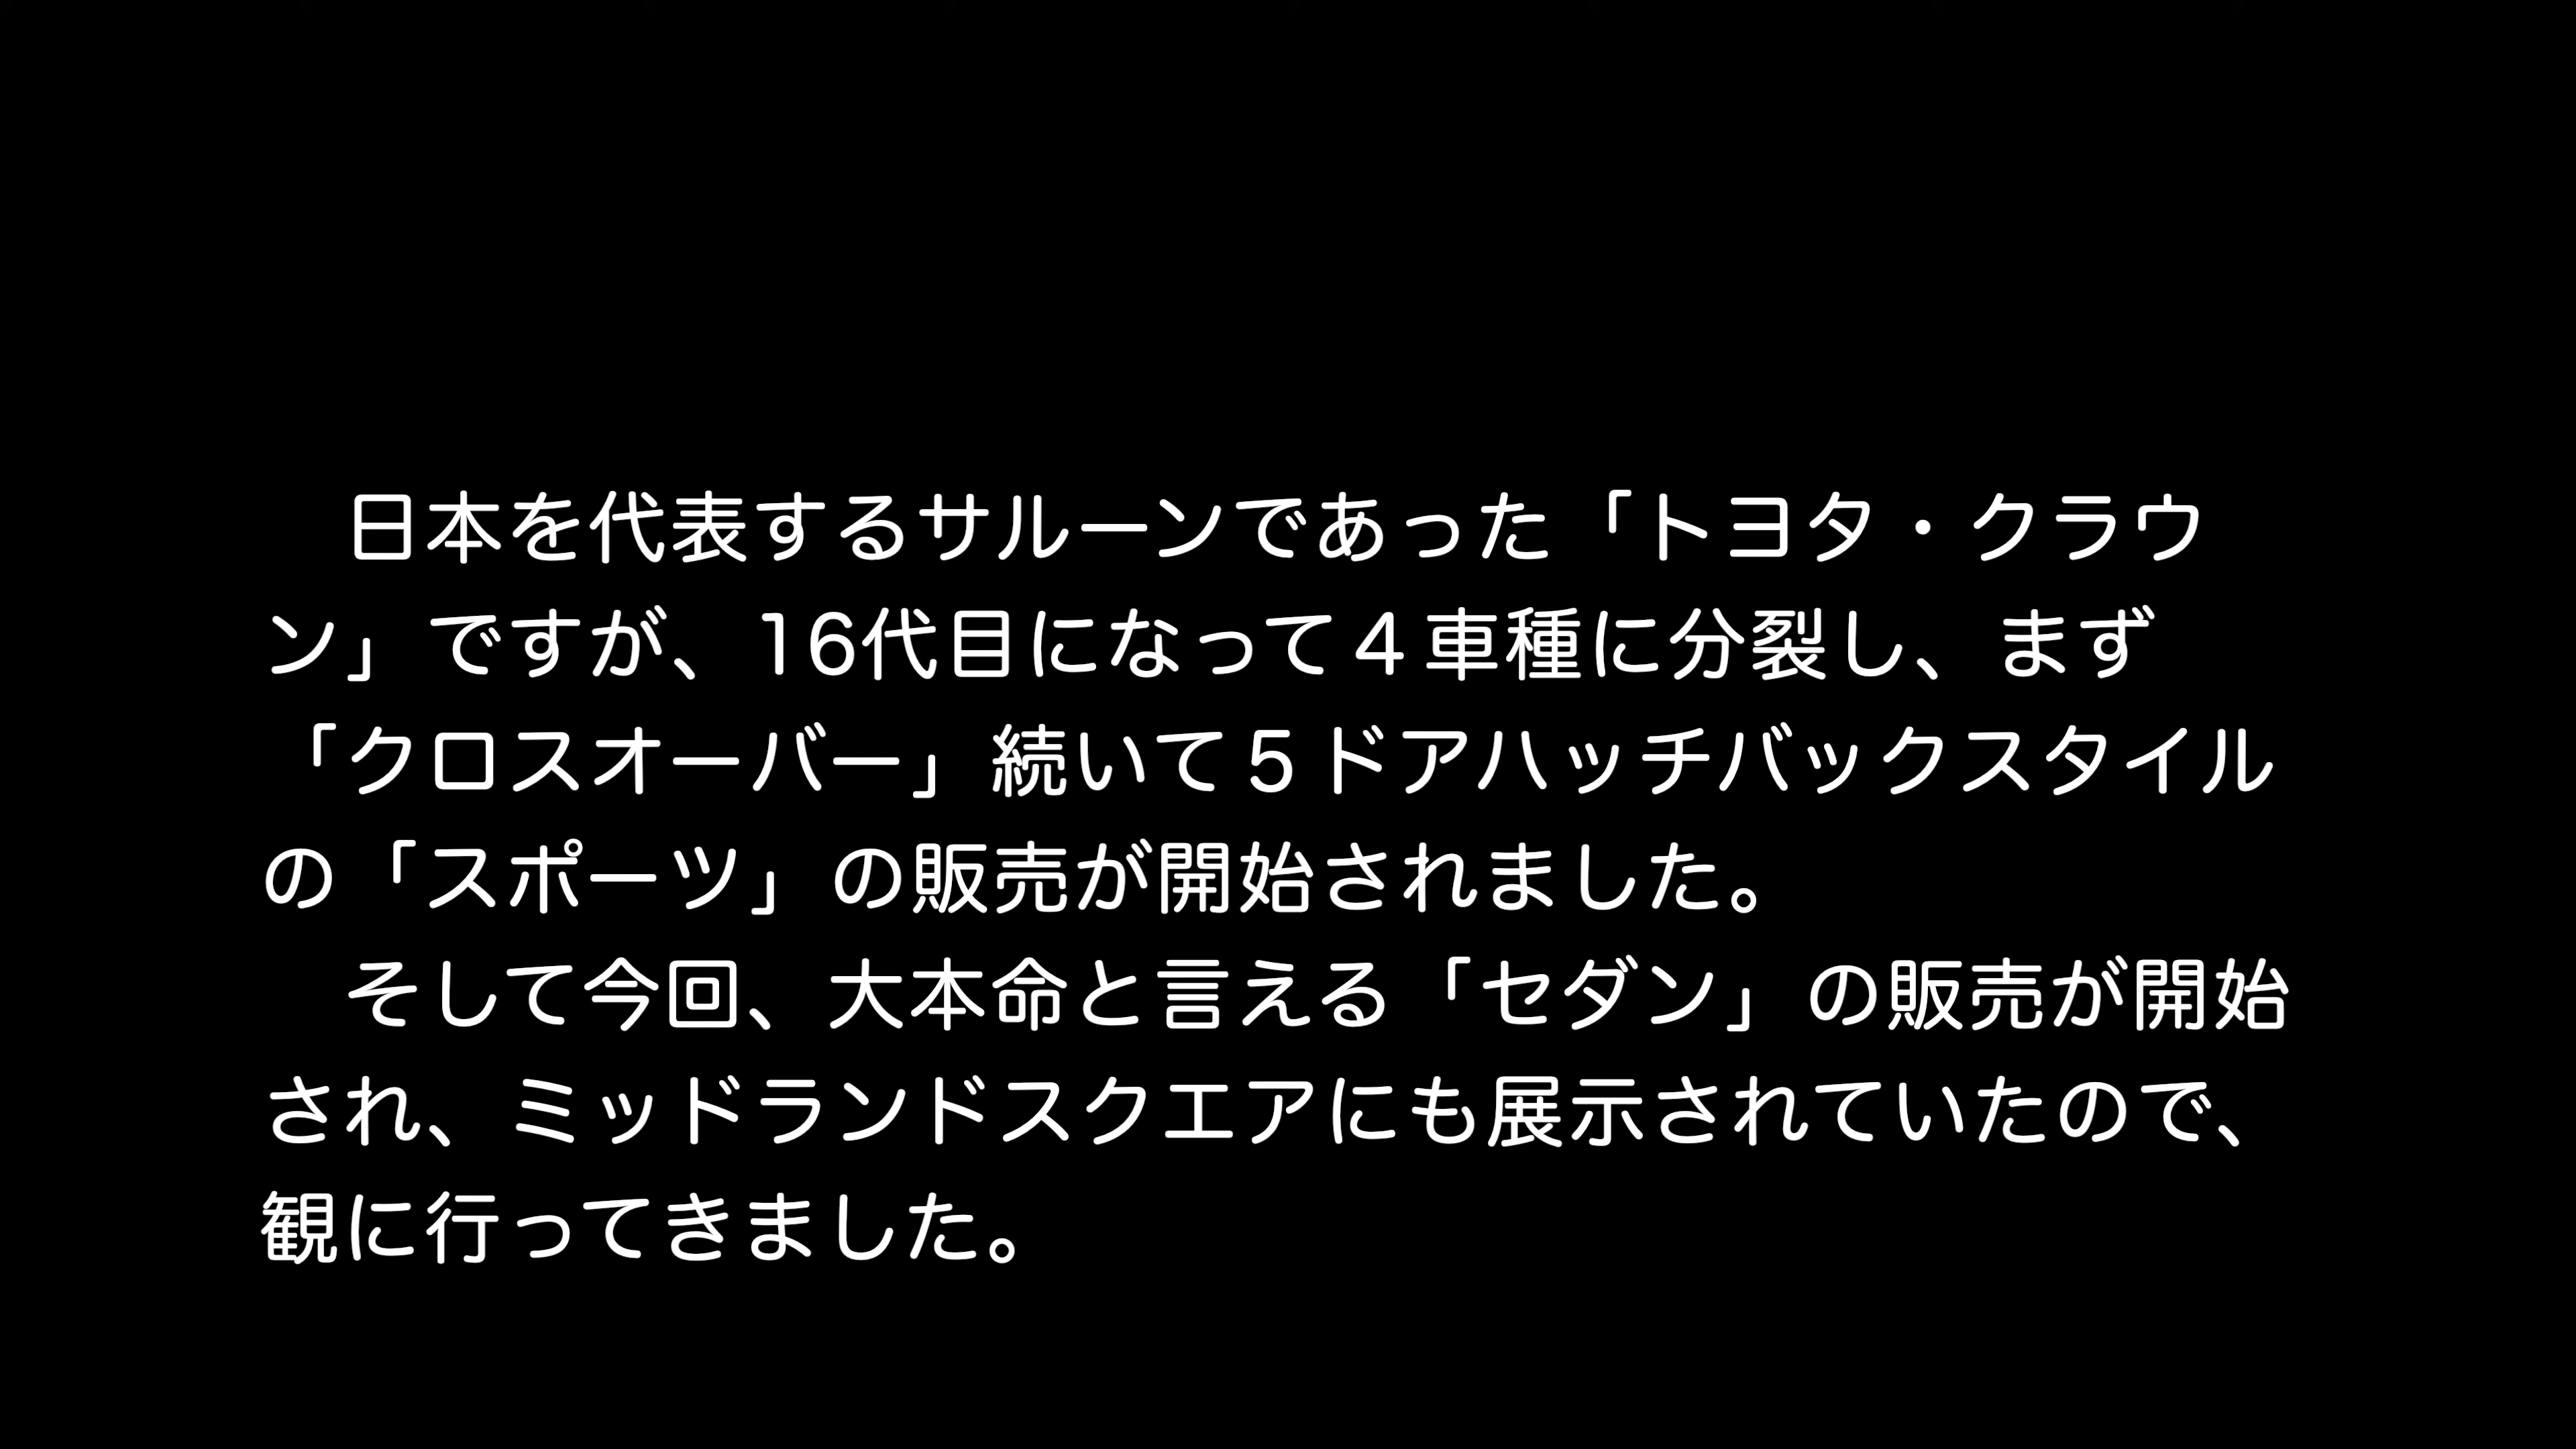 日本を代表するサルーンであった「トヨタ・クラウ
ン」ですが、16代目になって４車種に分裂し、まず
「クロスオーバー」続いて５ドアハッチバックスタイル
の「スポーツ」の販売が開始されました。
　そして今回、大本命と言える「セダン」の販売が開始
され、ミッドランドスクエアにも展示されていたので、
観に行ってきました。